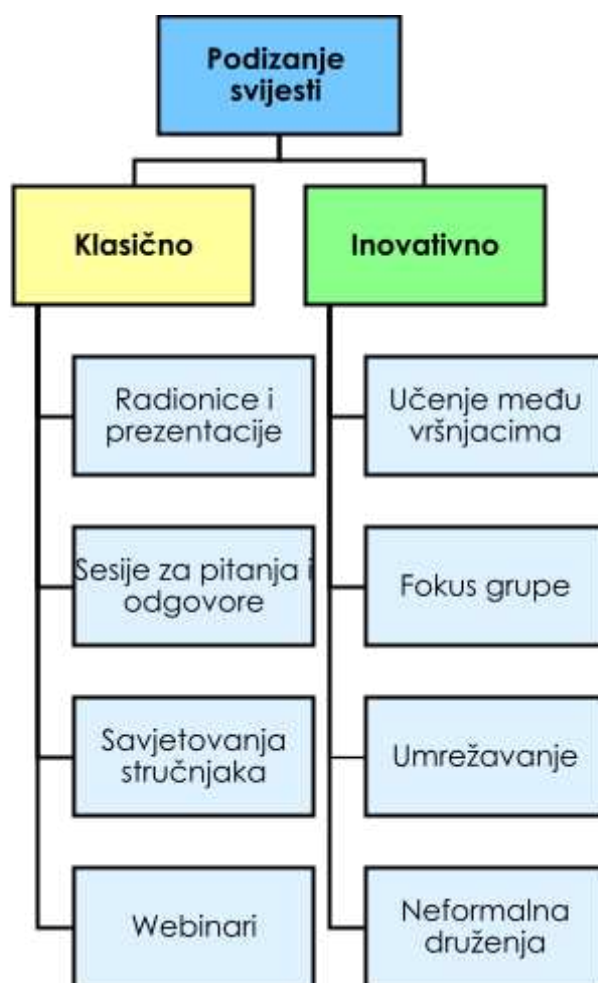 Podizanje
svijesti
Klasično
Inovativno
Radionice i
prezentacije
Učenje među
vršnjacima
Sesije za pitanja i
odgovore
Fokus grupe
Savjetovanja
stručnjaka
Umrežavanje
Webinari
Neformalna
druženja